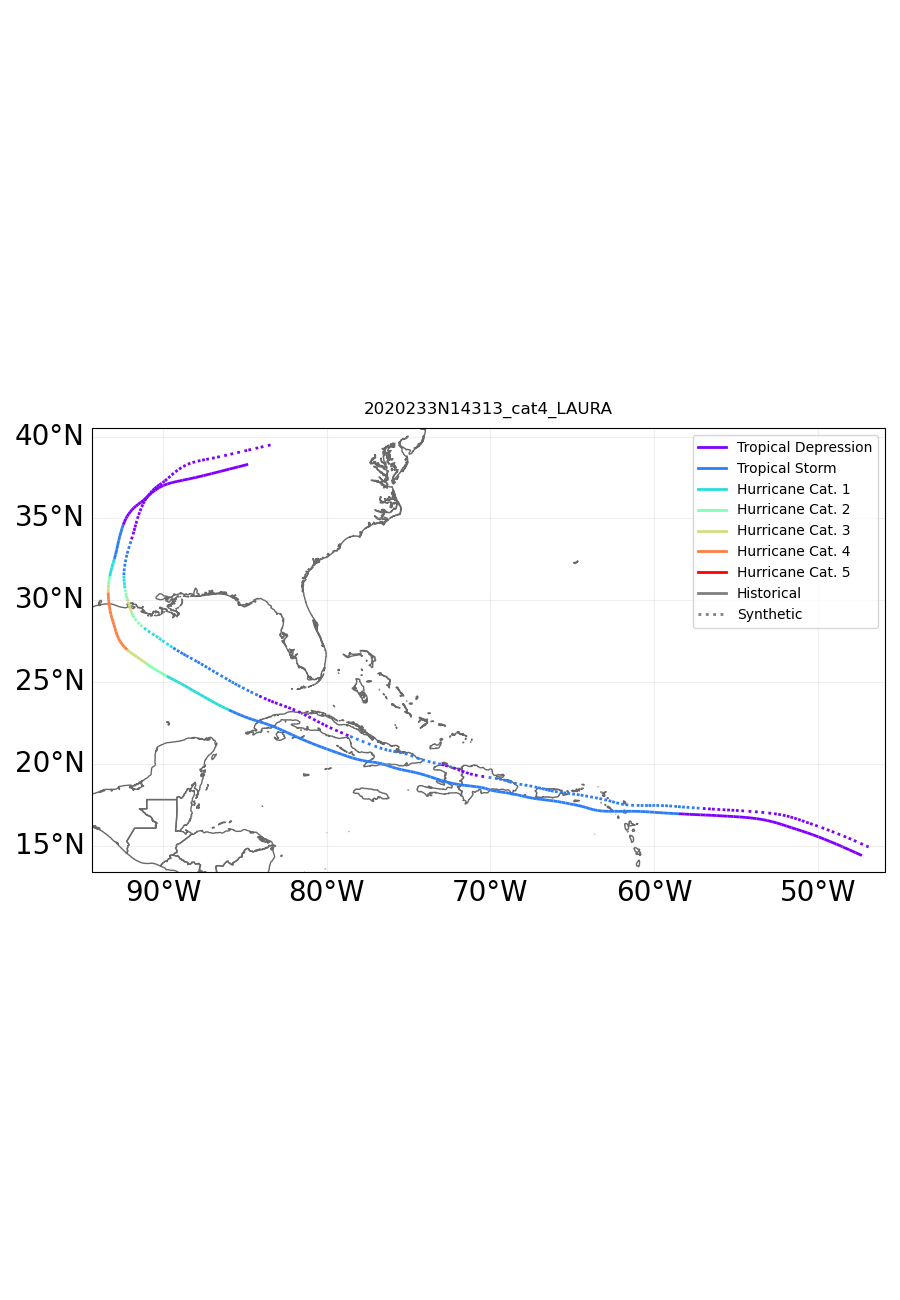 2020233N14313_cat4_LAURA
40°N
35°N
30°N
25°N
20°N
15°N
90°W
80°W
70°W
60°W
50°W
Tropical Depression
Tropical Storm
Hurricane Cat. 1
Hurricane Cat. 2
Hurricane Cat. 3
Hurricane Cat. 4
Hurricane Cat. 5
Historical
Synthetic